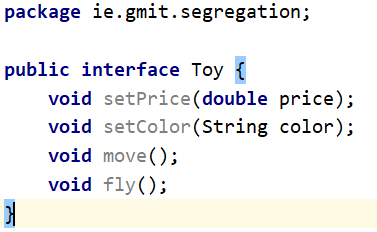 package ie.gmit.segregation;
public interface Toy {
void setPrice(double price);
void setColor(String color);
void move();
void fly();
}